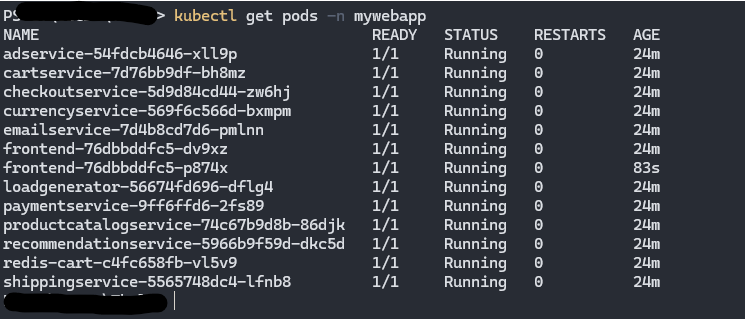 PS > kubectl get pods -n mywebapp
NAME READY STATUS RESTARTS AGE
adservice-54fdcb4646-xll9p 1/1 Running 0 24m
cartservice-7d76bb9df-bh8mz 1/1 Running 0 24m
checkoutservice-5d9d84cd44-zw6hj 1/1 Running 0 24m
currencyservice-569f6c566d-bxmpm 1/1 Running 0 24m
emailservice-7d4b8cd7d6-pmlnn 1/1 Running 0 24m
frontend-76dbbddfc5-dv9xz 1/1 Running 0 24m
frontend-76dbbddfc5-p874x 1/1 Running 0 83s
loadgenerator-56674fd696-dflg4 1/1 Running 0 24m
paymentservice-9ff6ffd6-2fs89 1/1 Running 0 24m
productcatalogservice-74c67b9d8b-86djk 1/1 Running 0 24m
recommendationservice-5966b9f59d-dkc5d 1/1 Running 0 24m
redis-cart-c4fc658fb-vl5v9 1/1 Running 0 24m
shippingservice-5565748dc4-lfnb8 1/1 Running 0 24m